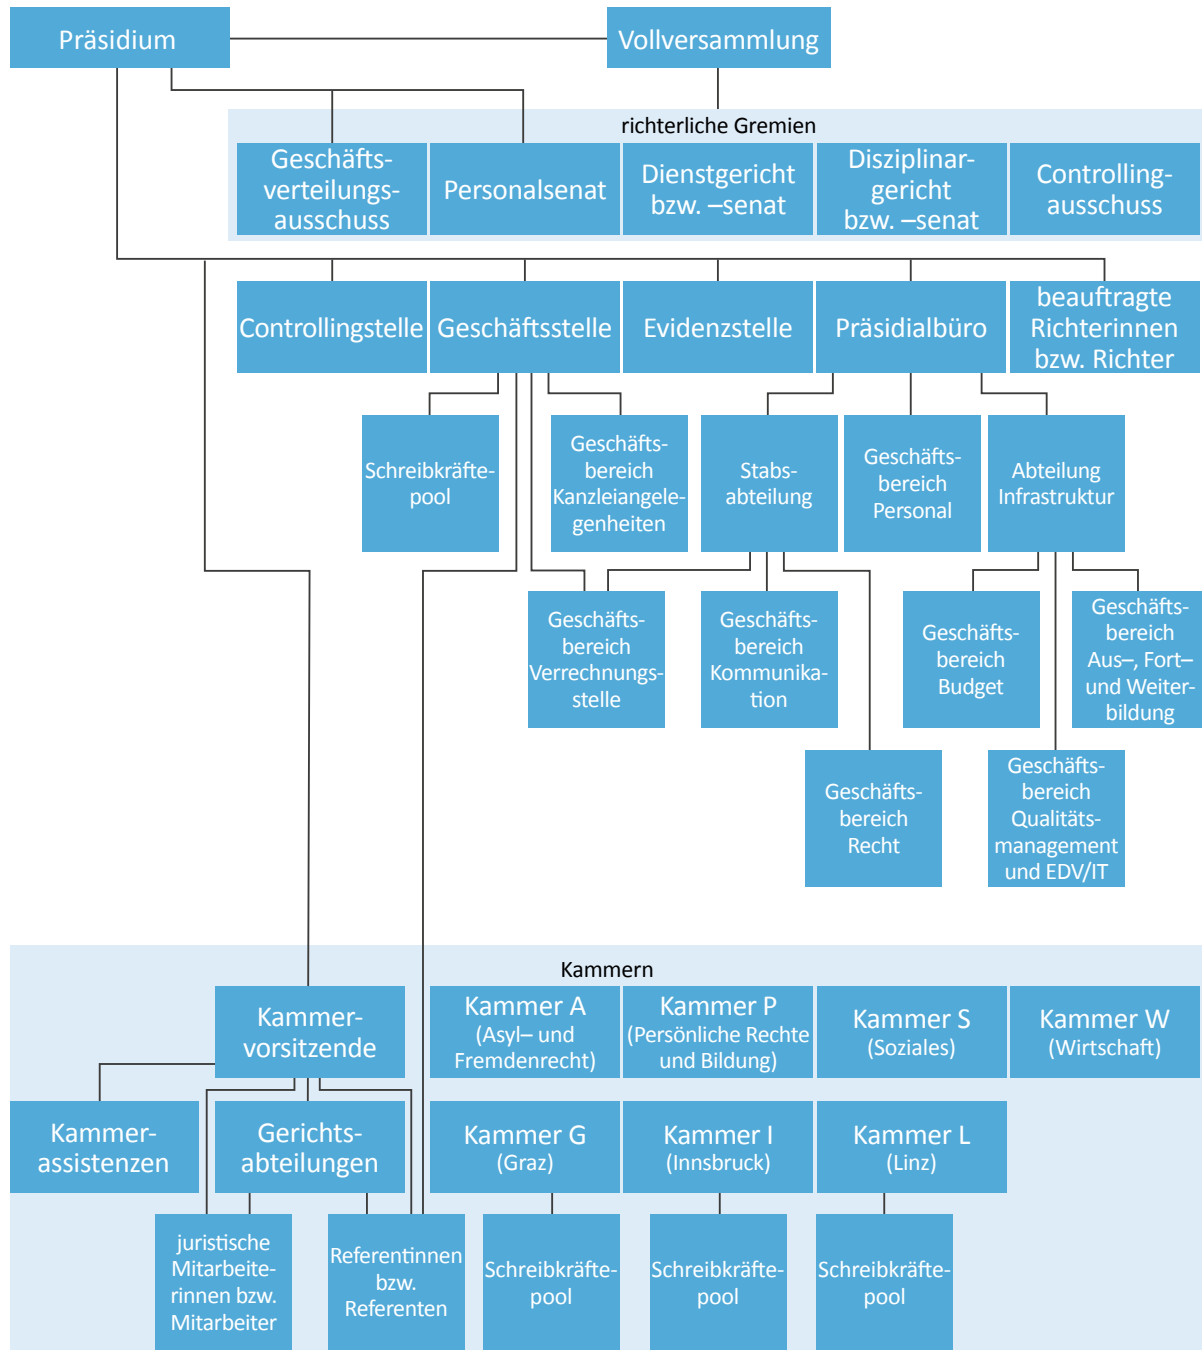 Präsidium
Vollversammlung
richterliche Gremien
Geschäfts-
verteilungs-
ausschuss
Personalsenat
Dienstgericht
bzw. –senat
Disziplinar-
gericht
bzw. –senat
Controlling-
ausschuss
Controllingstelle
Geschäftsstelle
Evidenzstelle
Präsidialbüro
beauftragte
Richterinnen
bzw. Richter
Schreibkräfte-
pool
Geschäfts-
bereich
Kanzleiangele-
genheiten
Stabs-
abteilung
Geschäfts-
bereich
Personal
Abteilung
Infrastruktur
Geschäfts-
bereich
Verrechnungs-
stelle
Geschäfts-
bereich
Kommunika-
tion
Geschäfts-
bereich
Budget
Geschäfts-
bereich
Aus–, Fort–
und Weiter-
bildung
Geschäfts-
bereich
Recht
Geschäfts-
bereich
Qualitäts-
management
und EDV/IT
Kammern
Kammer-
vorsitzende
Kammer A
(Asyl– und
Fremdenrecht)
Kammer P
(Persönliche Rechte
und Bildung)
Kammer S
(Soziales)
Kammer W
(Wirtschaft)
Kammer-
assistenzen
Gerichts-
abteilungen
Kammer G
(Graz)
Kammer I
(Innsbruck)
Kammer L
(Linz)
juristische
Mitarbeite-
rinnen bzw.
Mitarbeiter
Referentinnen
bzw.
Referenten
Schreibkräfte-
pool
Schreibkräfte-
pool
Schreibkräfte-
pool